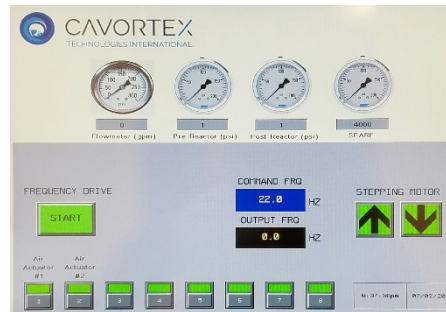 CAVORTEX
TECHNOLOGIES INTERNATIONAL
0
1
1
4000
Flowmeter (gpm)
Pre Reactor (psi)
Post Reactor (psi)
SPARE
FREQUENCY DRIVE
START
COMMAND FRQ
22.0 HZ
OUTPUT FRQ
0.0 HZ
STEPPING MOTOR
Air Actuator #1
Air Actuator #2
1
2
3
4
5
6
7
8